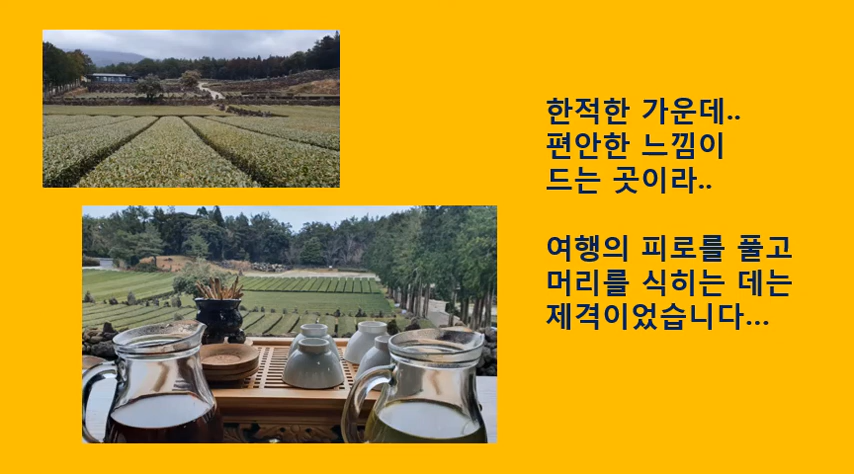 한적한 가운데..
편안한 느낌이
드는 곳이라..
여행의 피로를 풀고
머리를 식히는 데는
제격이었습니다...